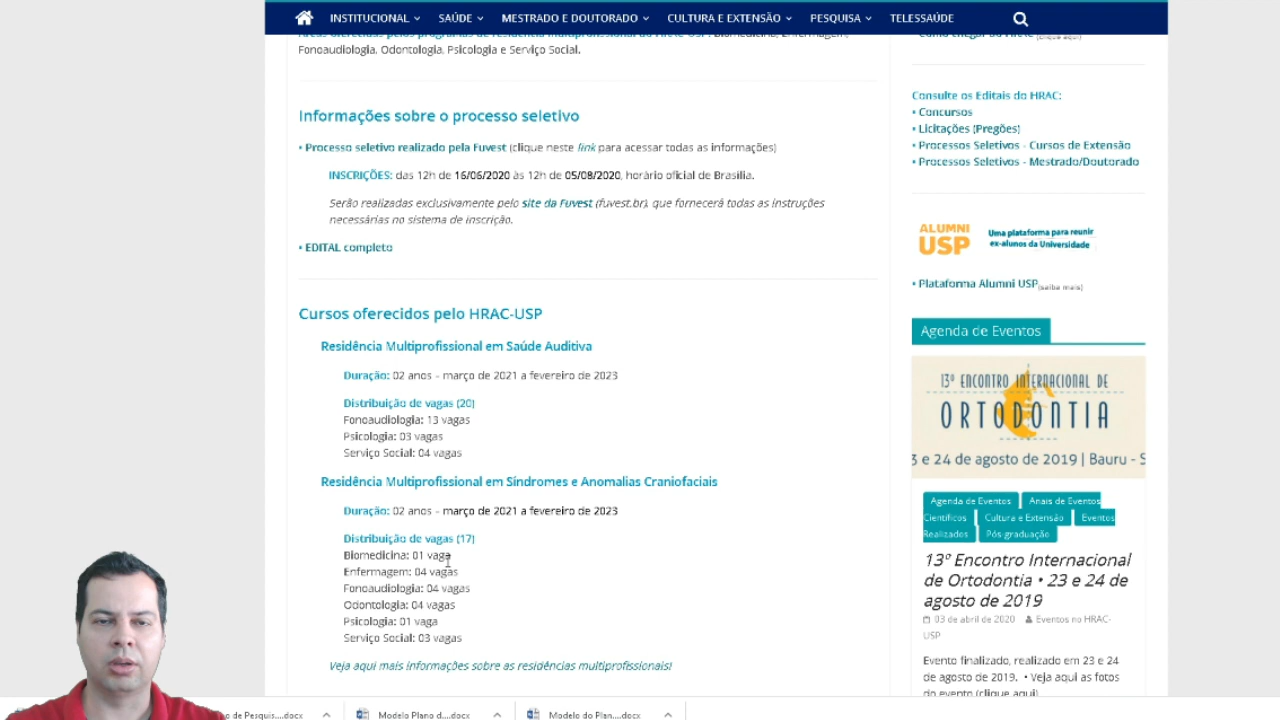 INSTITUCIONAL SAÚDE MESTRADO E DOUTORADO CULTURA E EXTENSÃO PESQUISA TELESSAÚDE
Fonoaudiologia, Odontologia, Psicologia e Serviço Social.
Informações sobre o processo seletivo
• Processo seletivo realizado pela Fuvest (clique neste link para acessar todas as informações)
INSCRIÇÕES: das 12h de 16/06/2020 às 12h de 05/08/2020, horário oficial de Brasília.
Serão realizadas exclusivamente pelo site da Fuvest (fuvest.br), que fornecerá todas as instruções
necessárias no sistema de inscrição.
• EDITAL completo
Cursos oferecidos pelo HRAC-USP
Residência Multiprofissional em Saúde Auditiva
Duração: 02 anos – março de 2021 a fevereiro de 2023
Distribuição de vagas (20)
Fonoaudiologia: 13 vagas
Psicologia: 03 vagas
Serviço Social: 04 vagas
Residência Multiprofissional em Síndromes e Anomalias Craniofaciais
Duração: 02 anos – março de 2021 a fevereiro de 2023
Distribuição de vagas (17)
Biomedicina: 01 vaga
Enfermagem: 04 vagas
Fonoaudiologia: 04 vagas
Odontologia: 04 vagas
Psicologia: 01 vaga
Serviço Social: 03 vagas
Veja aqui mais informações sobre as residências multiprofissionais!
Consulte os Editais do HRAC:
• Concursos
• Licitações (Pregões)
• Processos Seletivos - Cursos de Extensão
• Processos Seletivos - Mestrado/Doutorado
ALUMNI
USP
Uma plataforma para reunir
ex-alunos da Universidade
• Plataforma Alumni USP (saiba mais)
Agenda de Eventos
13º ENCONTRO INTERNACIONAL DE
ORTODONTIA
3 e 24 de agosto de 2019 | Bauru - S
Agenda de Eventos Anais de Eventos
Científicos Cultura e Extensão Eventos
Realizados Pós-graduação
13º Encontro Internacional
de Ortodontia • 23 e 24 de
agosto de 2019
03 de abril de 2020 Eventos no HRAC-
USP
Evento finalizado, realizado em 23 e 24
de agosto de 2019. • Veja aqui as fotos
do evento (clique aqui)
o de Pesquis....docx Modelo Plano d....docx Modelo do Plan....docx